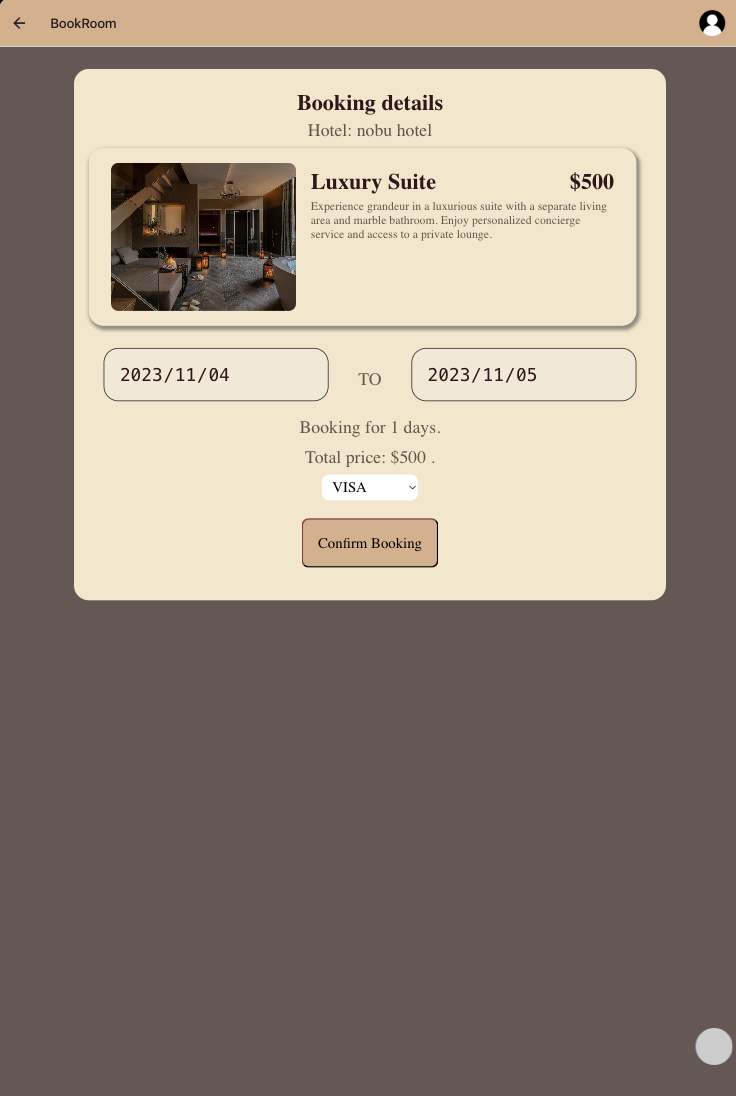 BookRoom
Booking details
Hotel: nobu hotel
Luxury Suite
$500
Experience grandeur in a luxurious suite with a separate living
area and marble bathroom. Enjoy personalized concierge
service and access to a private lounge.
2023/11/04
TO
2023/11/05
Booking for 1 days.
Total price: $500 .
VISA
Confirm Booking